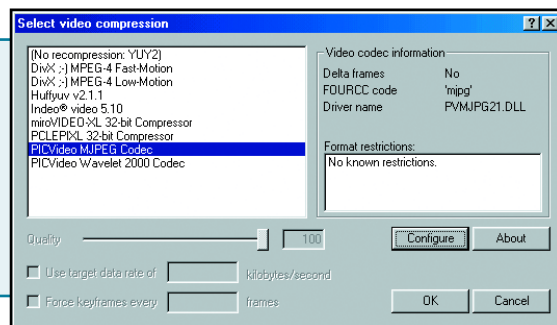 Select video compression
(No recompression: YUY2)
DivX ;-) MPEG-4 Fast-Motion
DivX ;-) MPEG-4 Low-Motion
Huffyuv v2.1.1
Indeo® video 5.10
miroVIDEO-XL 32-bit Compressor
PCLEPIXL 32-bit Compressor
PICVideo MJPEG Codec
PICVideo Wavelet 2000 Codec
Video codec information
Delta frames No
FOURCC code 'mjpg'
Driver name PVMJPG21.DLL
Format restrictions:
No known restrictions.
Quality 100
Configure About
Use target data rate of kilobytes/second
Force keyframes every frames
OK Cancel